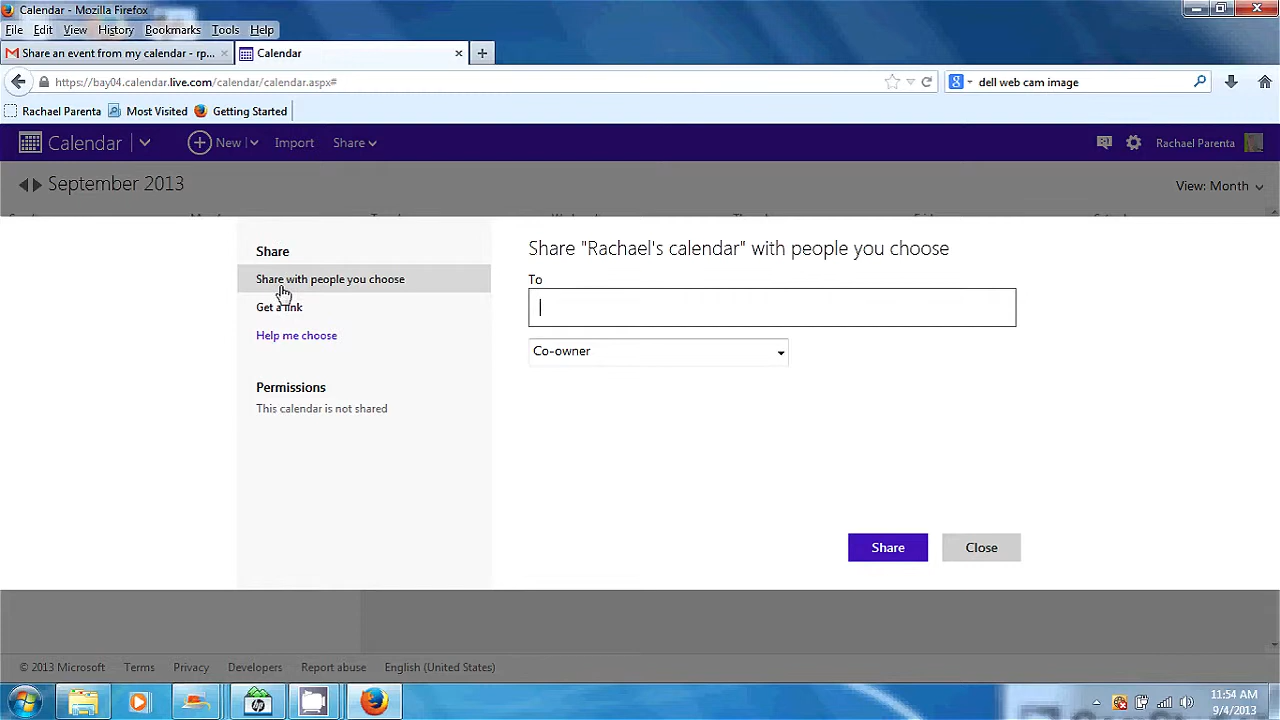 Calendar - Mozilla Firefox
File Edit View History Bookmarks Tools Help
Share an event from my calendar - rp...
Calendar
https://bay04.calendar.live.com/calendar/calendar.aspx#
dell web cam image
Rachael Parenta Most Visited Getting Started
Calendar New Import Share Rachael Parenta
September 2013 View: Month
Share
Share with people you choose
Get a link
Help me choose
Permissions
This calendar is not shared
Share "Rachael's calendar" with people you choose
To
Co-owner
Share Close
© 2013 Microsoft Terms Privacy Developers Report abuse English (United States)
11:54 AM
9/4/2013